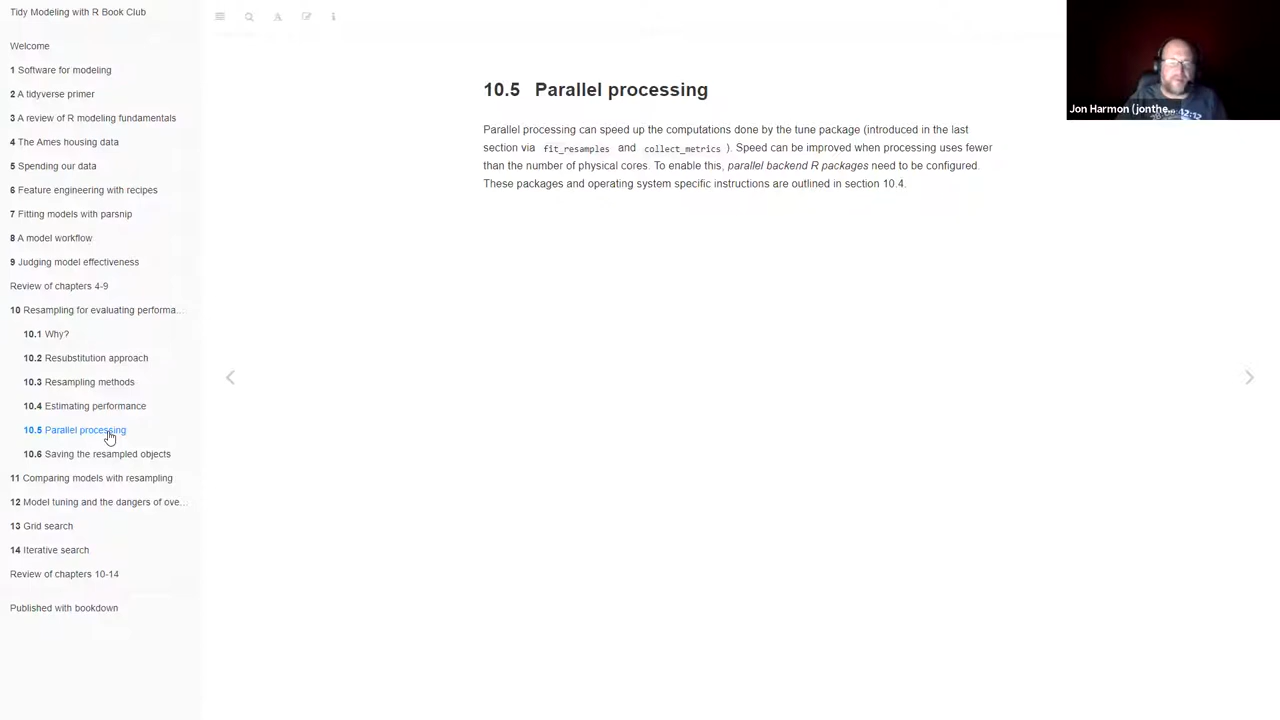 Tidy Modeling with R Book Club
Welcome
1 Software for modeling
2 A tidyverse primer
3 A review of R modeling fundamentals
4 The Ames housing data
5 Spending our data
6 Feature engineering with recipes
7 Fitting models with parsnip
8 A model workflow
9 Judging model effectiveness
Review of chapters 4-9
10 Resampling for evaluating performa...
10.1 Why?
10.2 Resubstitution approach
10.3 Resampling methods
10.4 Estimating performance
10.5 Parallel processing
10.6 Saving the resampled objects
11 Comparing models with resampling
12 Model tuning and the dangers of ove...
13 Grid search
14 Iterative search
Review of chapters 10-14
Published with bookdown
10.5 Parallel processing
Parallel processing can speed up the computations done by the tune package (introduced in the last
section via fit_resamples and collect_metrics ). Speed can be improved when processing uses fewer
than the number of physical cores. To enable this, parallel backend R packages need to be configured.
These packages and operating system specific instructions are outlined in section 10.4.
Jon Harmon (jonthe...